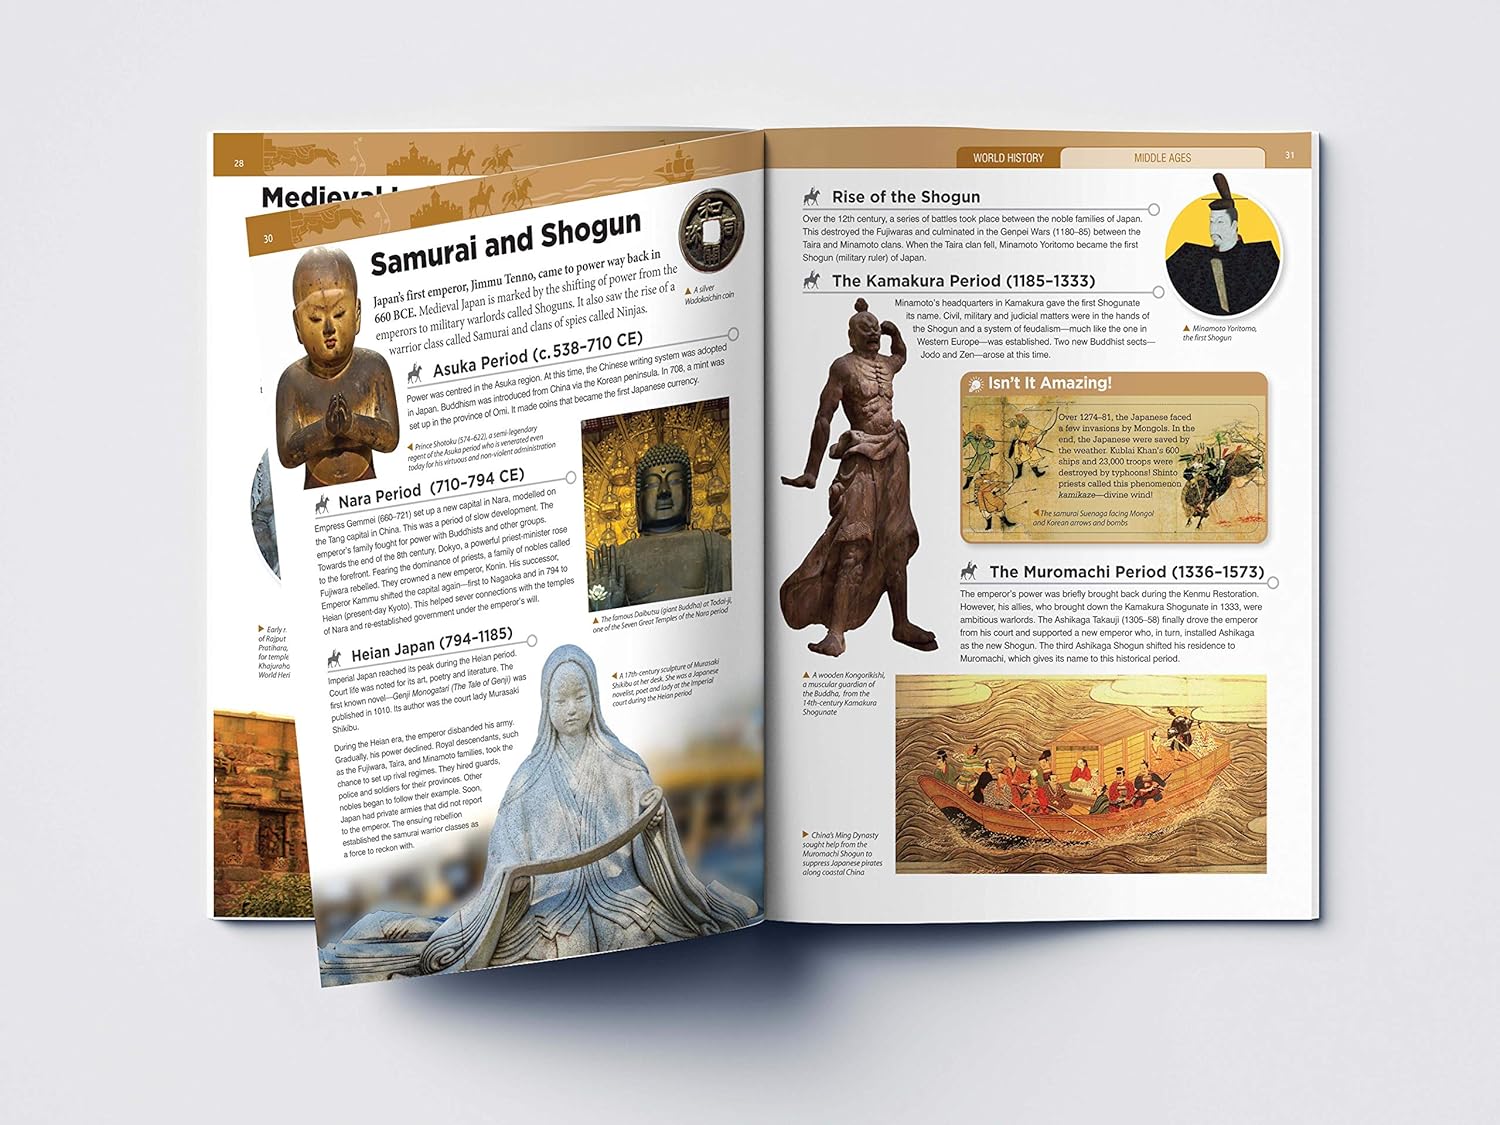 28
Medieval
Early
of Rajput
Pratihara,
for temple
Khajuraho
World Heri
30
Samurai and Shogun
Japan's first emperor, Jimmu Tenno, came to power way back in
660 BCE. Medieval Japan is marked by the shifting of power from the
emperors to military warlords called Shoguns. It also saw the rise of a
warrior class called Samurai and clans of spies called Ninjas.
▲ A silver
Wadokaichin coin
Asuka Period (c. 538–710 CE)
Power was centred in the Asuka region. At this time, the Chinese writing system was adopted
in Japan. Buddhism was introduced from China via the Korean peninsula. In 708, a mint was
set up in the province of Omi. It made coins that became the first Japanese currency.
◀ Prince Shotoku (574–622), a semi-legendary
regent of the Asuka period who is venerated even
today for his virtuous and non-violent administration
Nara Period (710–794 CE)
Empress Gemmei (660–721) set up a new capital in Nara, modelled on
the Tang capital in China. This was a period of slow development. The
emperor's family fought for power with Buddhists and other groups.
Towards the end of the 8th century, Dokyo, a powerful priest-minister rose
to the forefront. Fearing the dominance of priests, a family of nobles called
Fujiwara rebelled. They crowned a new emperor, Konin. His successor,
Emperor Kammu shifted the capital again—first to Nagaoka and in 794 to
Heian (present-day Kyoto). This helped sever connections with the temples
of Nara and re-established government under the emperor's will.
▲ The famous Daibutsu (giant Buddha) at Todai-ji,
one of the Seven Great Temples of the Nara period
Heian Japan (794–1185)
Imperial Japan reached its peak during the Heian period.
Court life was noted for its art, poetry and literature. The
first known novel—Genji Monogatari (The Tale of Genji) was
published in 1010. Its author was the court lady Murasaki
Shikibu.
◀ A 17th-century sculpture of Murasaki
Shikibu at her desk. She was a Japanese
novelist, poet and lady at the Imperial
court during the Heian period
During the Heian era, the emperor disbanded his army.
Gradually, his power declined. Royal descendants, such
as the Fujiwara, Taira, and Minamoto families, took the
chance to set up rival regimes. They hired guards,
police and soldiers for their provinces. Other
nobles began to follow their example. Soon,
Japan had private armies that did not report
to the emperor. The ensuing rebellion
established the samurai warrior classes as
a force to reckon with.
WORLD HISTORY
MIDDLE AGES
31
Rise of the Shogun
Over the 12th century, a series of battles took place between the noble families of Japan.
This destroyed the Fujiwaras and culminated in the Genpei Wars (1180–85) between the
Taira and Minamoto clans. When the Taira clan fell, Minamoto Yoritomo became the first
Shogun (military ruler) of Japan.
▲ Minamoto Yoritomo,
the first Shogun
The Kamakura Period (1185–1333)
Minamoto's headquarters in Kamakura gave the first Shogunate
its name. Civil, military and judicial matters were in the hands of
the Shogun and a system of feudalism—much like the one in
Western Europe—was established. Two new Buddhist sects—
Jodo and Zen—arose at this time.
Isn't It Amazing!
Over 1274–81, the Japanese faced
a few invasions by Mongols. In the
end, the Japanese were saved by
the weather. Kublai Khan's 600
ships and 23,000 troops were
destroyed by typhoons! Shinto
priests called this phenomenon
kamikaze—divine wind!
◀ The samurai Suenaga facing Mongol
and Korean arrows and bombs
The Muromachi Period (1336–1573)
The emperor's power was briefly brought back during the Kenmu Restoration.
However, his allies, who brought down the Kamakura Shogunate in 1333, were
ambitious warlords. The Ashikaga Takauji (1305–58) finally drove the emperor
from his court and supported a new emperor who, in turn, installed Ashikaga
as the new Shogun. The third Ashikaga Shogun shifted his residence to
Muromachi, which gives its name to this historical period.
▲ A wooden Kongorikishi,
a muscular guardian of
the Buddha, from the
14th-century Kamakura
Shogunate
▶ China's Ming Dynasty
sought help from the
Muromachi Shogun to
suppress Japanese pirates
along coastal China